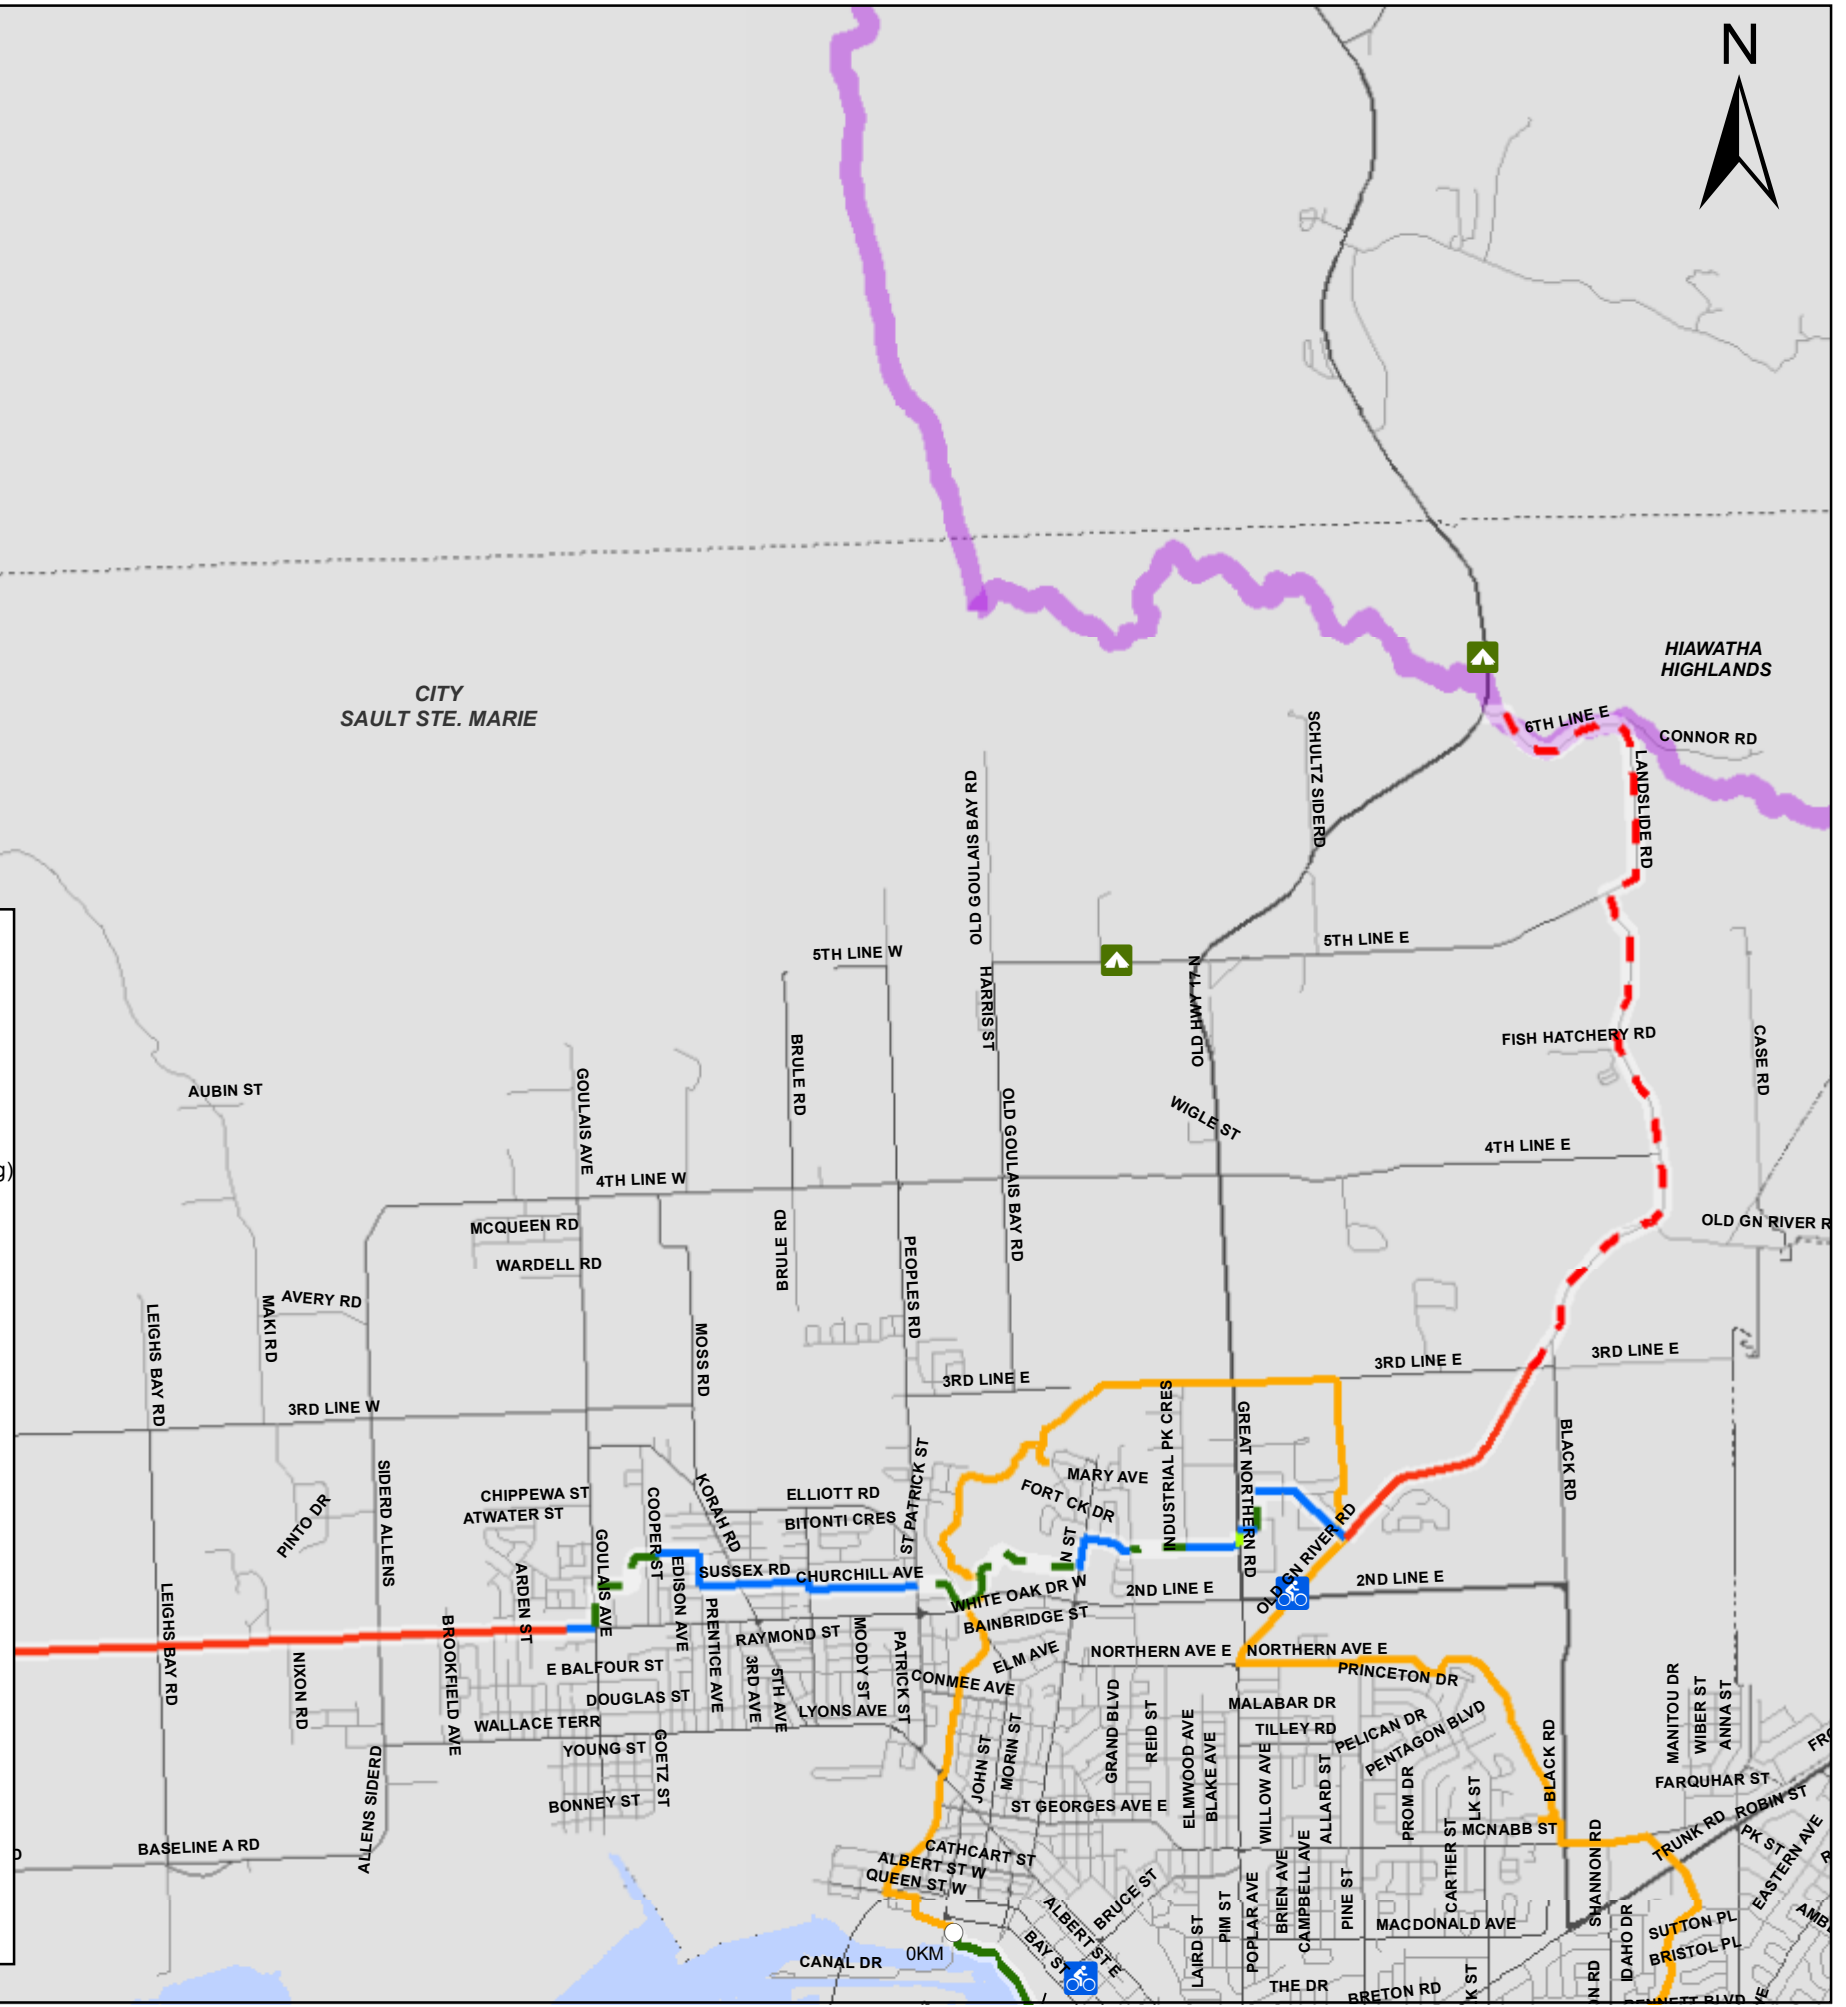 N
HIAWATHA
HIGHLANDS
CITY
SAULT STE. MARIE
6TH LINE E
CONNOR RD
LANDSLIDE RD
SCHULTZ SIDERD
OLD GOULAIS BAY RD
5TH LINE W
5TH LINE E
HARRIS ST
OLD HWY 17 N
FISH HATCHERY RD
CASE RD
BRULE RD
AUBIN ST
GOULAIS AVE
OLD GOULAIS BAY RD
WIGLE ST
g)
4TH LINE W
4TH LINE E
MCQUEEN RD
WARDELL RD
BRULE RD
PEOPLES RD
OLD GN RIVER R
AVERY RD
LEIGHS BAY RD
MAKI RD
MOSS RD
3RD LINE E
3RD LINE E
3RD LINE E
3RD LINE W
INDUSTRIAL PK CRES
GREAT NORTHERN RD
BLACK RD
SIDERD ALLENS
PINTO DR
CHIPPEWA ST
ATWATER ST
COOPER ST
KORAH RD
ELLIOTT RD
BITONTI CRES
ST PATRICK ST
MARY AVE
FORT CK DR
N ST
OLD GN RIVER RD
GOULAIS AVE
ARDEN ST
EDISON AVE
SUSSEX RD
CHURCHILL AVE
WHITE OAK DR W
2ND LINE E
2ND LINE E
LEIGHS BAY RD
BROOKFIELD AVE
PRENTICE AVE
RAYMOND ST
MOODY ST
PATRICK ST
BAINBRIDGE ST
ELM AVE
NORTHERN AVE E
NORTHERN AVE E
PRINCETON DR
NIXON RD
E BALFOUR ST
3RD AVE
5TH AVE
CONMEE AVE
DOUGLAS ST
LYONS AVE
WALLACE TERR
GRAND BLVD
REID ST
MALABAR DR
TILLEY RD
PELICAN DR
PENTAGON BLVD
MANITOU DR
WIBER ST
ANNA ST
YOUNG ST
GOETZ ST
JOHN ST
MORIN ST
ELMWOOD AVE
BLAKE AVE
WILLOW AVE
ALLARD ST
PROM DR
LK ST
BLACK RD
FRO
FARQUHAR ST
ROBIN ST
ALLENS SIDERD
BONNEY ST
ST GEORGES AVE E
MCNABB ST
TRUNK RD
PK ST
EASTERN AVE
BASELINE A RD
CATHCART ST
ALBERT ST W
QUEEN ST W
BRUCE ST
ALBERT ST E
BAY ST
LAIRD ST
PIM ST
POPLAR AVE
BRIEN AVE
CAMPBELL AVE
PINE ST
CARTIER ST
MACDONALD AVE
SHANNON RD
IDAHO DR
SUTTON PL
BRISTOL PL
AMB
0KM
CANAL DR
THE DR
BRETON RD
K ST
N RD
BENNETT BLVD